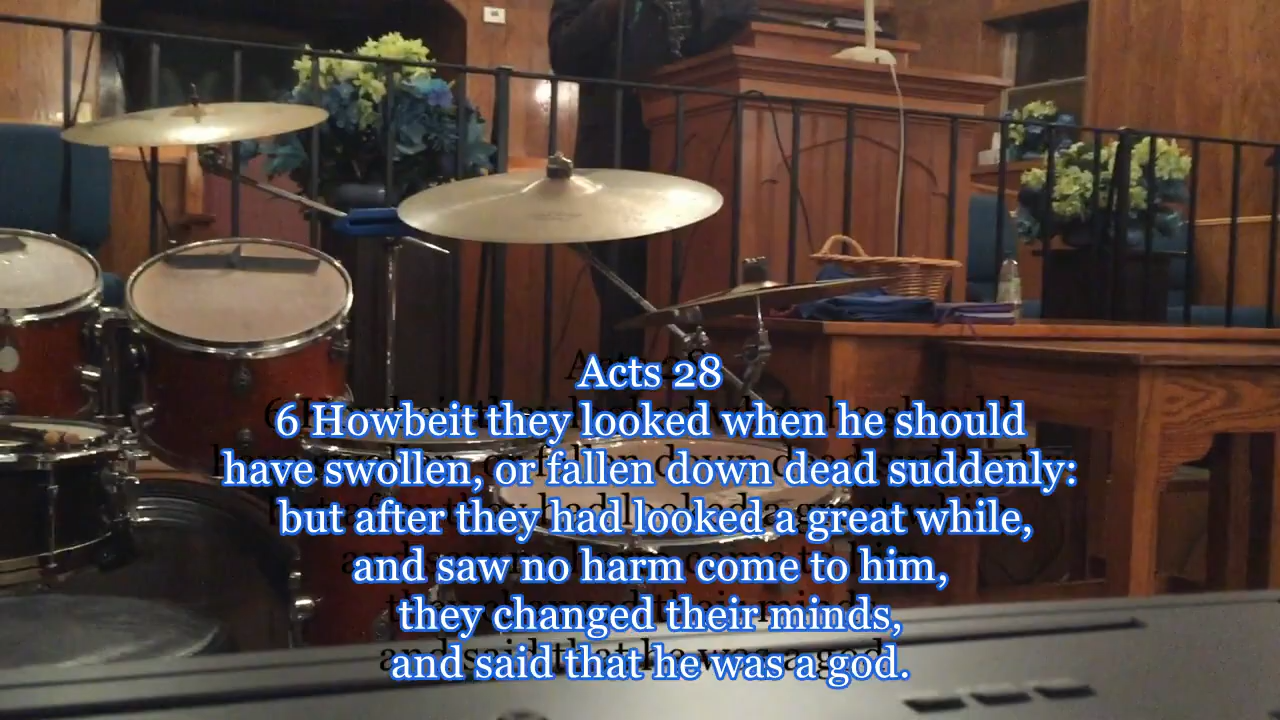 Acts 28
6 Howbeit they looked when he should
have swollen, or fallen down dead suddenly:
but after they had looked a great while,
and saw no harm come to him,
they changed their minds,
and said that he was a god.